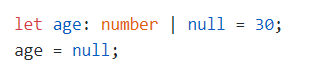 let age: number | null = 30;
age = null;